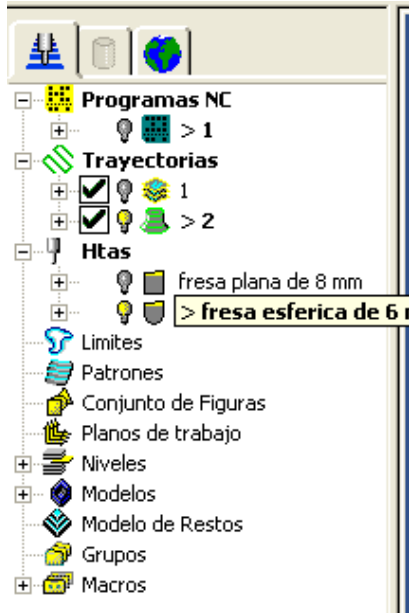 Programas NC
> 1
Trayectorias
1
> 2
Htas
fresa plana de 8 mm
> fresa esferica de 6
Limites
Patrones
Conjunto de Figuras
Planos de trabajo
Niveles
Modelos
Modelo de Restos
Grupos
Macros